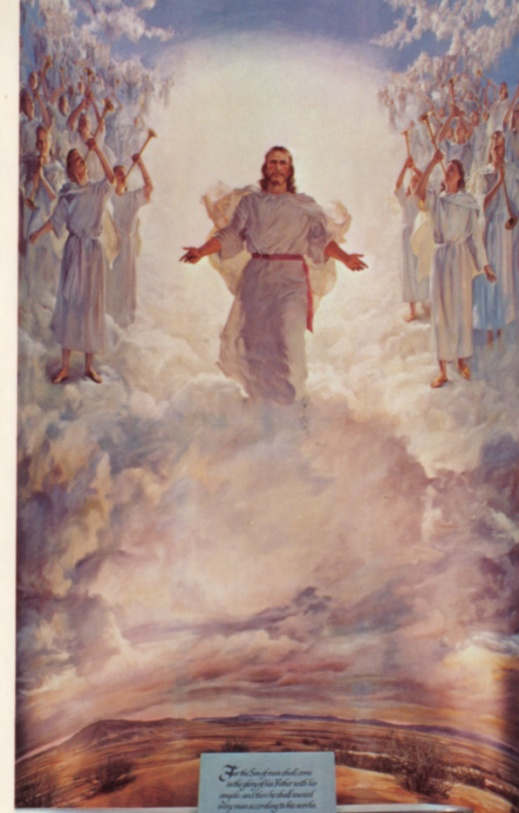 For the Son of man shall come
in the glory of his Father with his
angels; and then he shall reward
every man according to his works.